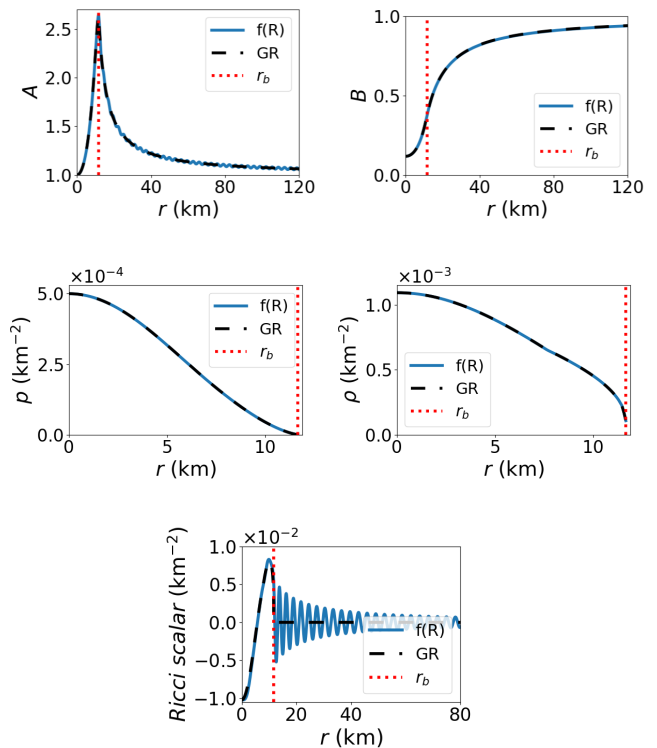 2.5
2.0
1.5
1.0
A
f(R)
GR
r_b
0
40
80
120
r (km)
1.0
0.5
0.0
B
f(R)
GR
r_b
0
40
80
120
r (km)
×10⁻⁴
5.0
2.5
0.0
p (km⁻²)
f(R)
GR
r_b
0
5
10
r (km)
×10⁻³
1.0
0.5
0.0
ρ (km⁻²)
f(R)
GR
r_b
0
5
10
r (km)
×10⁻²
1.0
0.5
0.0
−0.5
−1.0
Ricci scalar (km⁻²)
f(R)
GR
r_b
0
20
40
60
80
r (km)